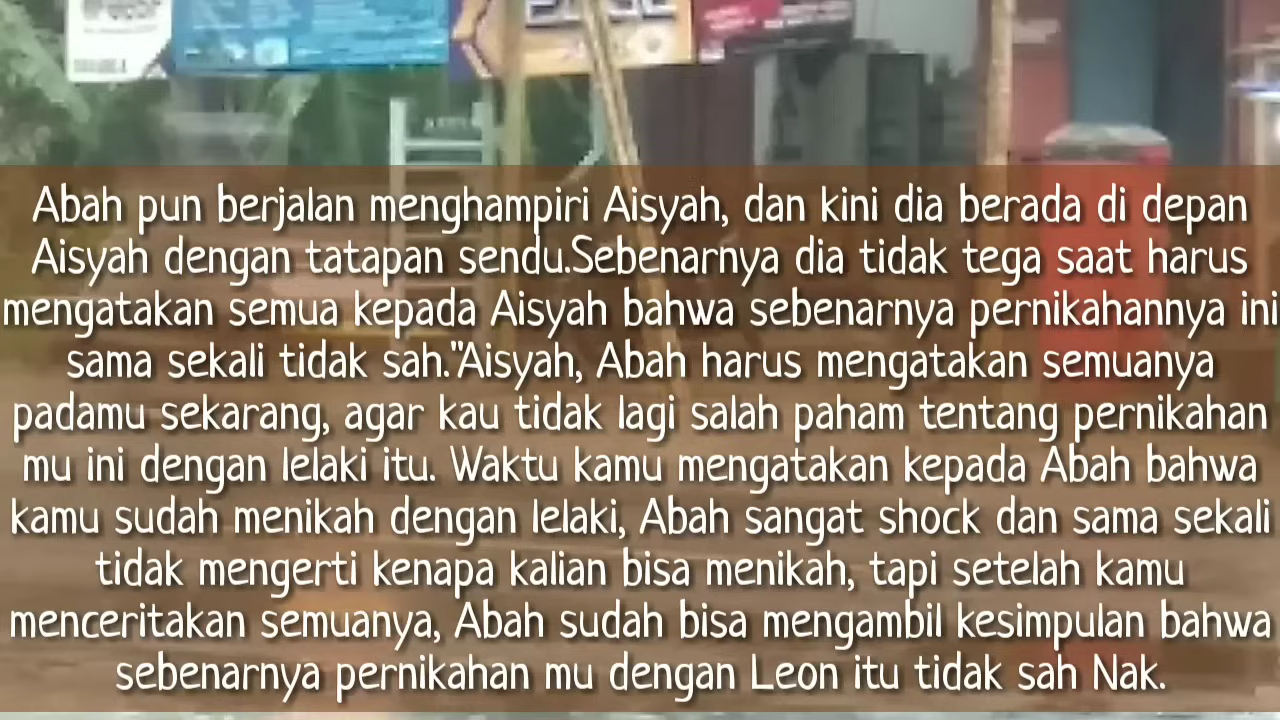 Abah pun berjalan menghampiri Aisyah, dan kini dia berada di depan
Aisyah dengan tatapan sendu.Sebenarnya dia tidak tega saat harus
mengatakan semua kepada Aisyah bahwa sebenarnya pernikahannya ini
sama sekali tidak sah."Aisyah, Abah harus mengatakan semuanya
padamu sekarang, agar kau tidak lagi salah paham tentang pernikahan
mu ini dengan lelaki itu. Waktu kamu mengatakan kepada Abah bahwa
kamu sudah menikah dengan lelaki, Abah sangat shock dan sama sekali
tidak mengerti kenapa kalian bisa menikah, tapi setelah kamu
menceritakan semuanya, Abah sudah bisa mengambil kesimpulan bahwa
sebenarnya pernikahan mu dengan Leon itu tidak sah Nak.